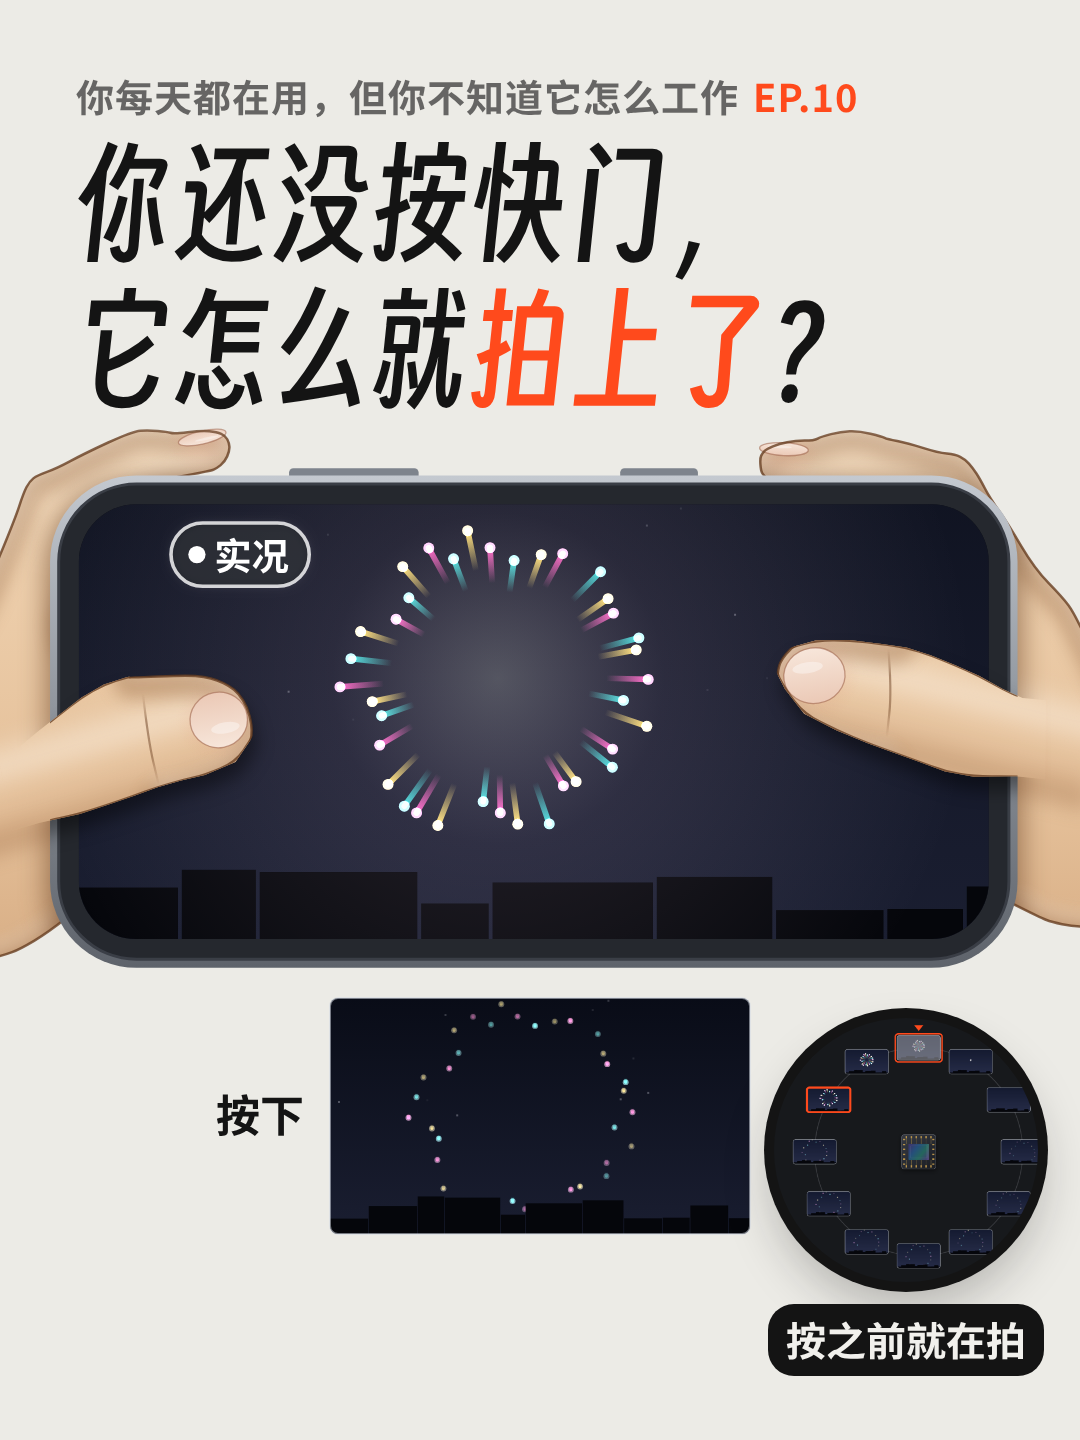 你每天都在用，但你不知道它怎么工作 EP.10
你还没按快门，
它怎么就拍上了？
实况
按下
按之前就在拍